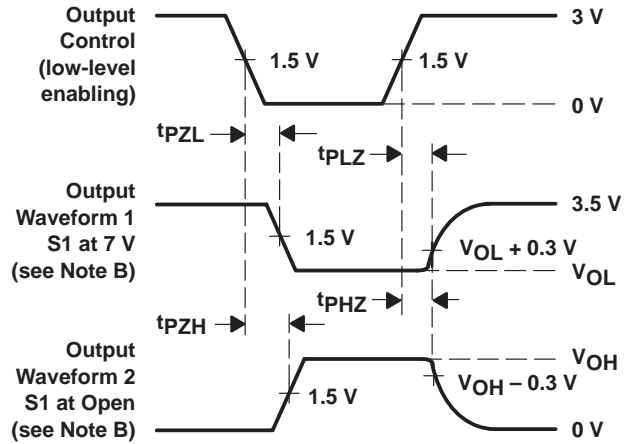 Output
Control
(low-level
enabling)
3 V
1.5 V
1.5 V
0 V
tPZL
tPLZ
Output
Waveform 1
S1 at 7 V
(see Note B)
3.5 V
1.5 V
VOL + 0.3 V
VOL
tPHZ
tPZH
Output
Waveform 2
S1 at Open
(see Note B)
VOH
1.5 V
VOH – 0.3 V
0 V